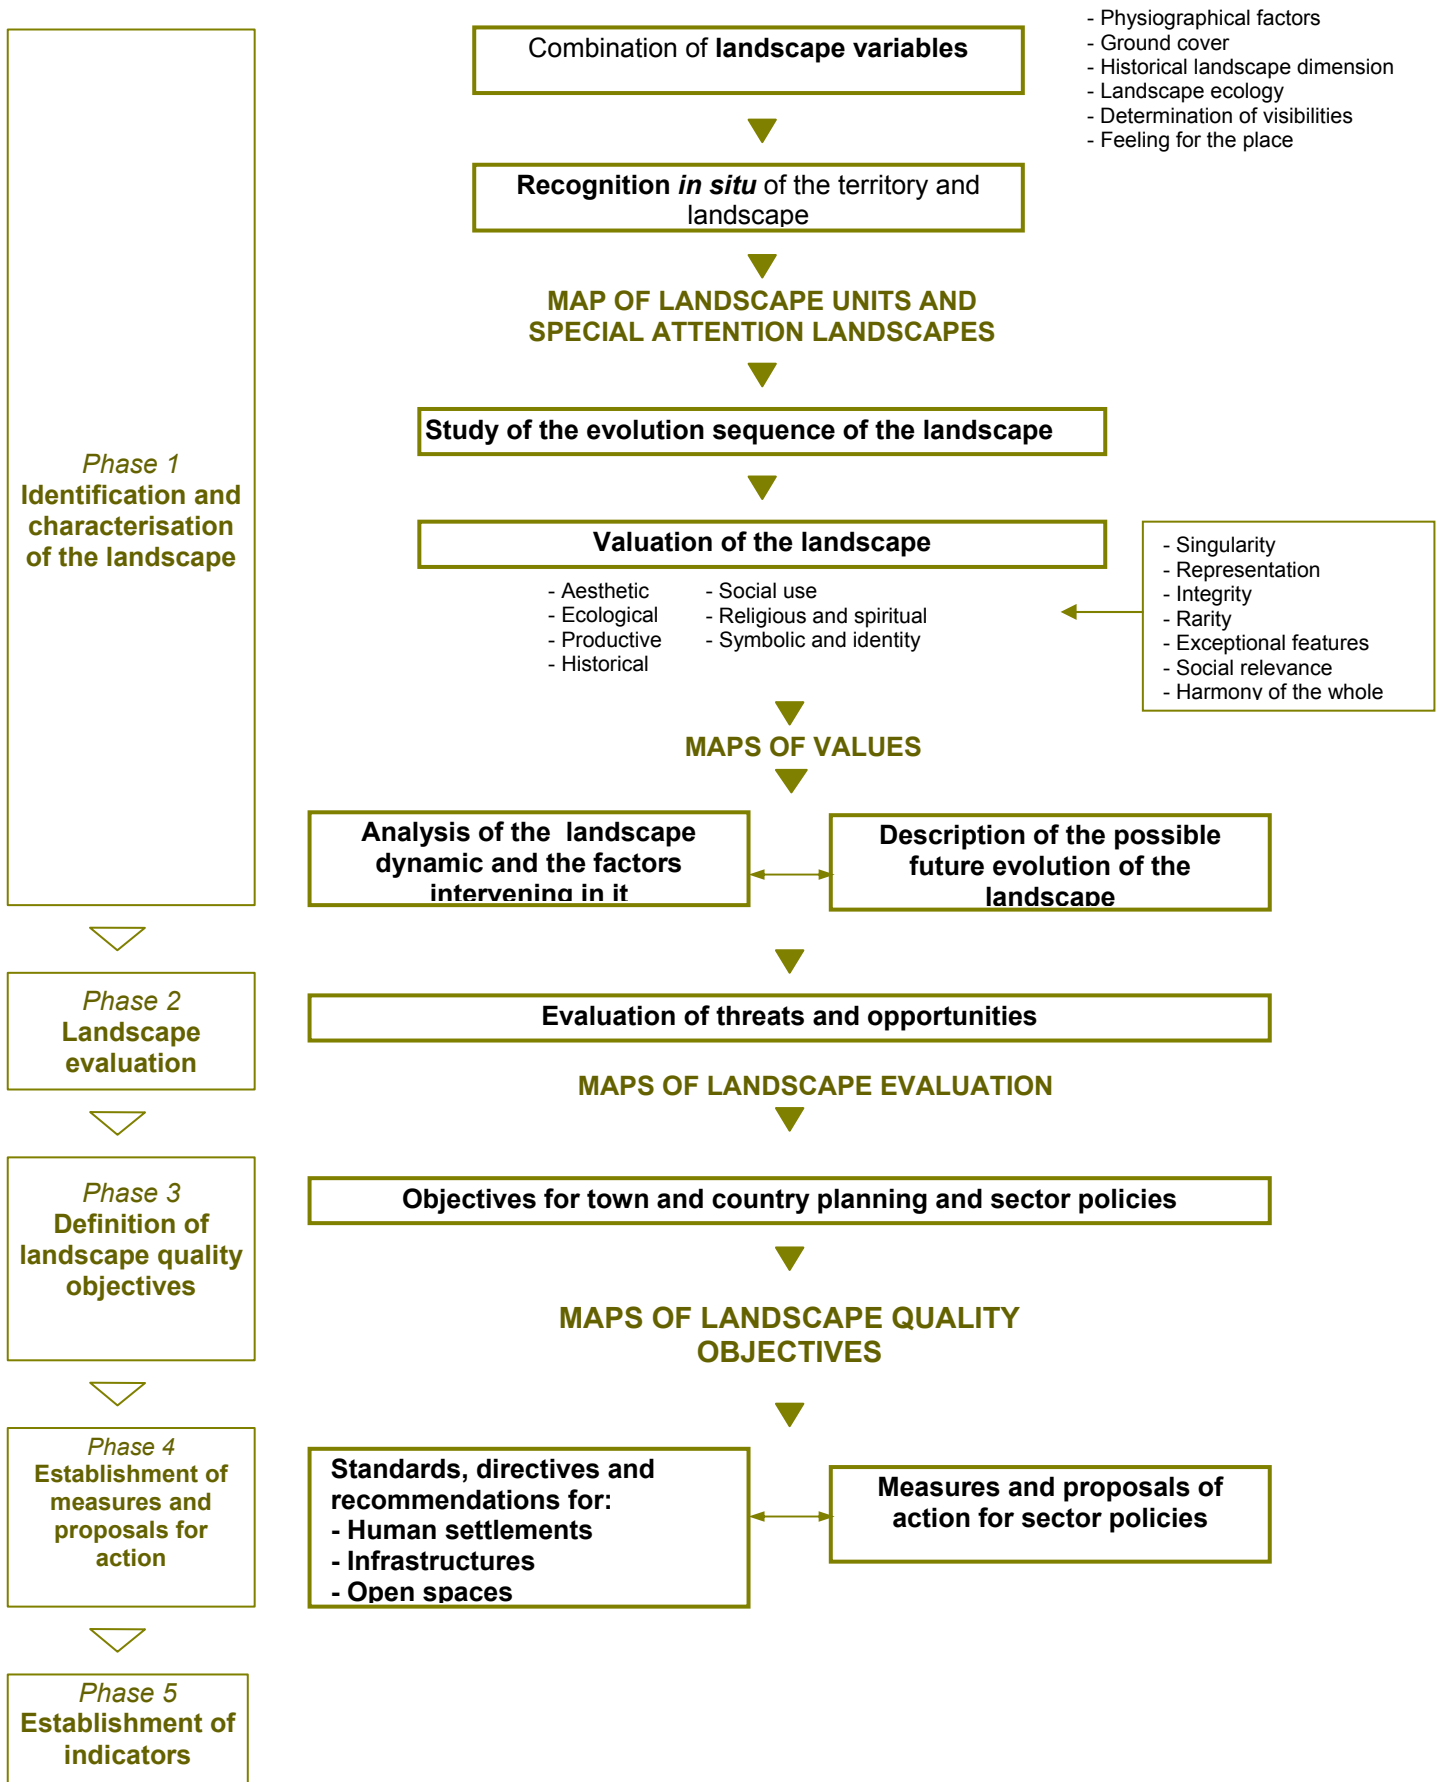 Combination of landscape variables
- Physiographical factors
- Ground cover
- Historical landscape dimension
- Landscape ecology
- Determination of visibilities
- Feeling for the place
Recognition in situ of the territory and
landscape
MAP OF LANDSCAPE UNITS AND
SPECIAL ATTENTION LANDSCAPES
Study of the evolution sequence of the landscape
Phase 1
Identification and
characterisation
of the landscape
Valuation of the landscape
- Aesthetic
- Ecological
- Productive
- Historical
- Social use
- Religious and spiritual
- Symbolic and identity
- Singularity
- Representation
- Integrity
- Rarity
- Exceptional features
- Social relevance
- Harmony of the whole
MAPS OF VALUES
Analysis of the landscape
dynamic and the factors
intervening in it
Description of the possible
future evolution of the
landscape
Phase 2
Landscape
evaluation
Evaluation of threats and opportunities
MAPS OF LANDSCAPE EVALUATION
Phase 3
Definition of
landscape quality
objectives
Objectives for town and country planning and sector policies
MAPS OF LANDSCAPE QUALITY
OBJECTIVES
Phase 4
Establishment of
measures and
proposals for
action
Standards, directives and
recommendations for:
- Human settlements
- Infrastructures
- Open spaces
Measures and proposals of
action for sector policies
Phase 5
Establishment of
indicators